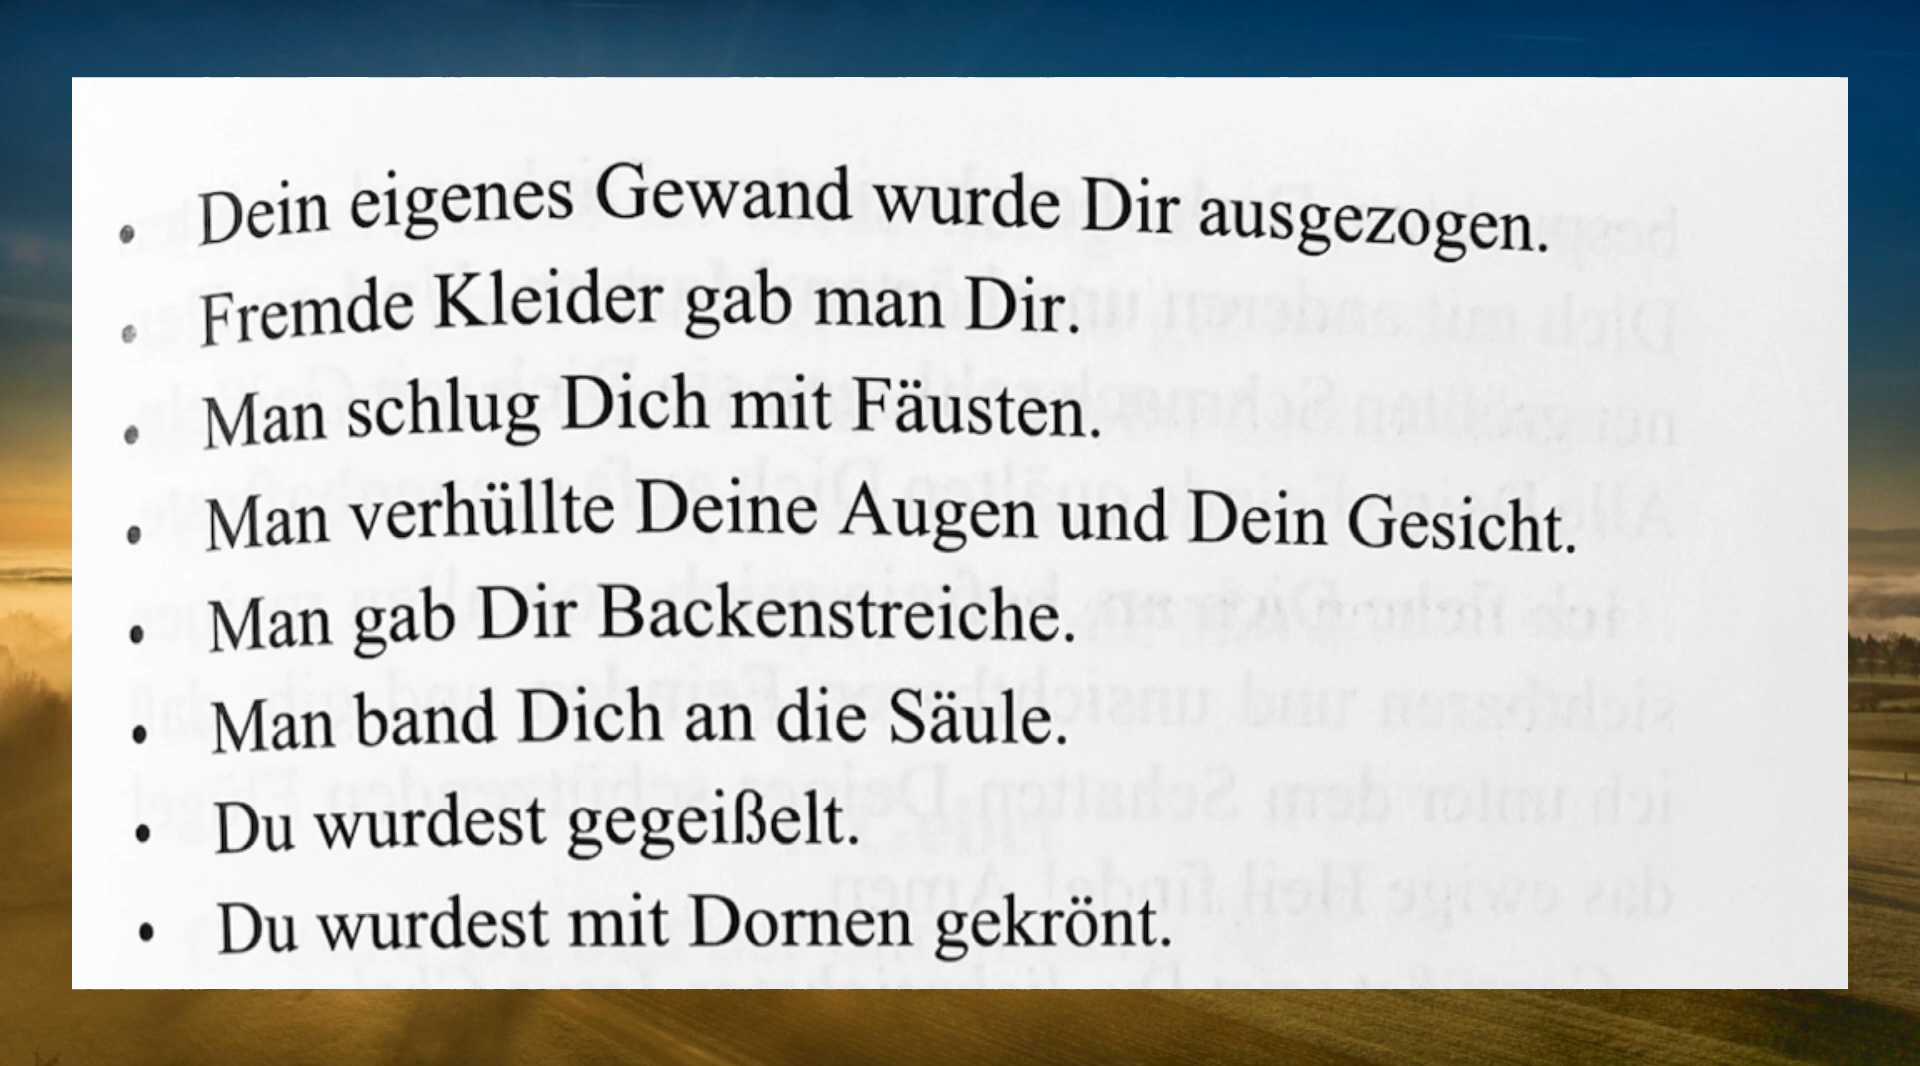 • Dein eigenes Gewand wurde Dir ausgezogen.
• Fremde Kleider gab man Dir.
• Man schlug Dich mit Fäusten.
• Man verhüllte Deine Augen und Dein Gesicht.
• Man gab Dir Backenstreiche.
• Man band Dich an die Säule.
• Du wurdest gegeißelt.
• Du wurdest mit Dornen gekrönt.